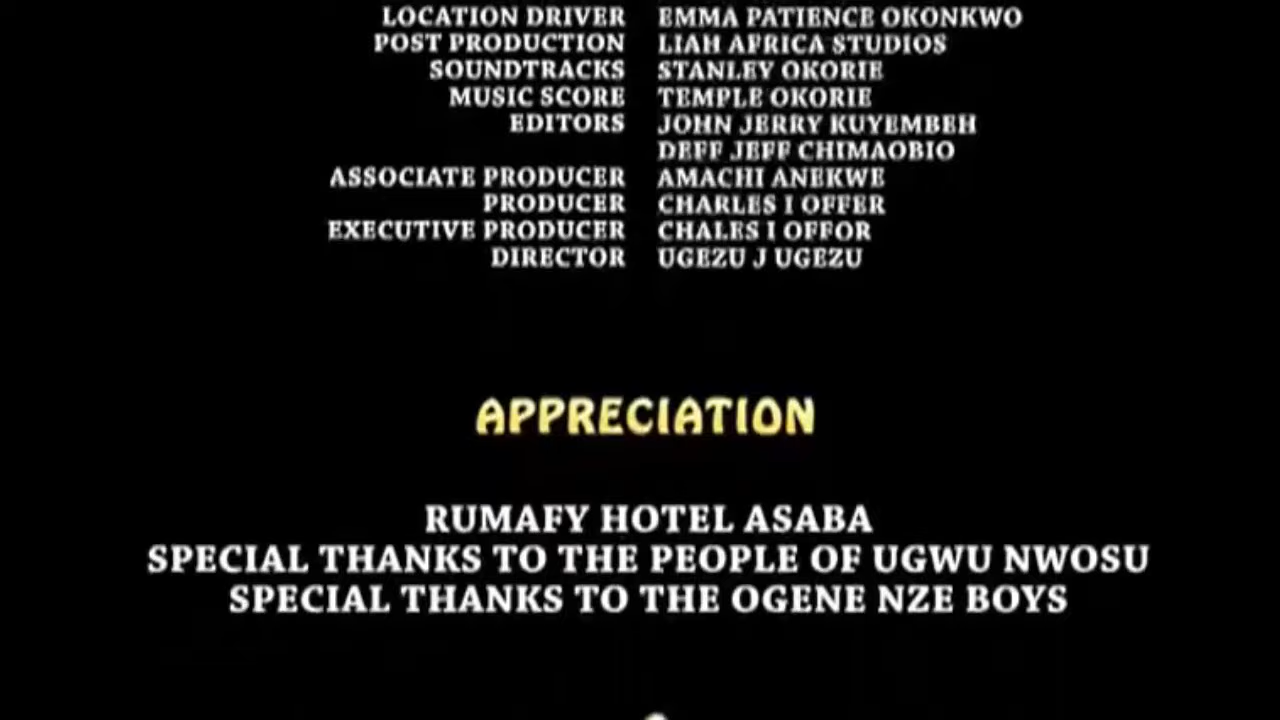 LOCATION DRIVER EMMA PATIENCE OKONKWO
POST PRODUCTION LIAH AFRICA STUDIOS
SOUNDTRACKS STANLEY OKORIE
MUSIC SCORE TEMPLE OKORIE
EDITORS JOHN JERRY KUYEMBEH
DEFF JEFF CHIMAOBIO
ASSOCIATE PRODUCER AMACHI ANEKWE
PRODUCER CHARLES I OFFER
EXECUTIVE PRODUCER CHALES I OFFOR
DIRECTOR UGEZU J UGEZU
APPRECIATION
RUMAFY HOTEL ASABA
SPECIAL THANKS TO THE PEOPLE OF UGWU NWOSU
SPECIAL THANKS TO THE OGENE NZE BOYS